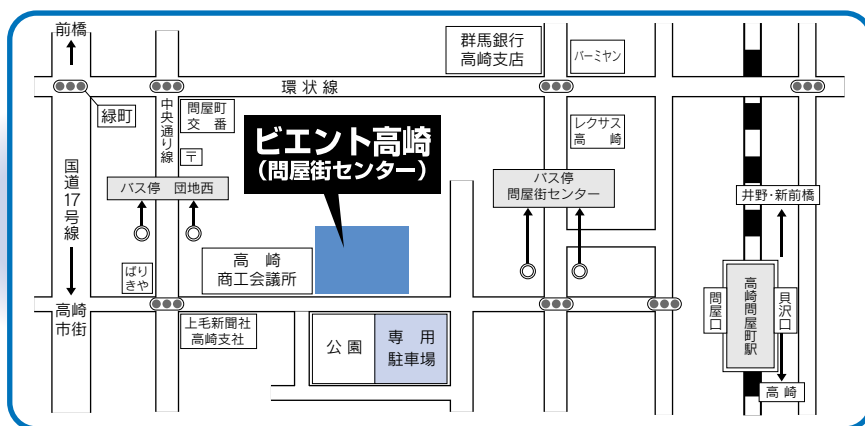 前橋
群馬銀行
高崎支店
バーミヤン
環状線
緑町
中央通り線
問屋町
交番
〒
レクサス
高崎
ビエント高崎
(問屋街センター)
国道17号線
バス停 団地西
バス停
問屋街センター
井野・新前橋
高崎
商工会議所
ばり
きや
問屋口
高崎問屋町駅
貝沢口
高崎
市街
上毛新聞社
高崎支社
公園
専用
駐車場
高崎